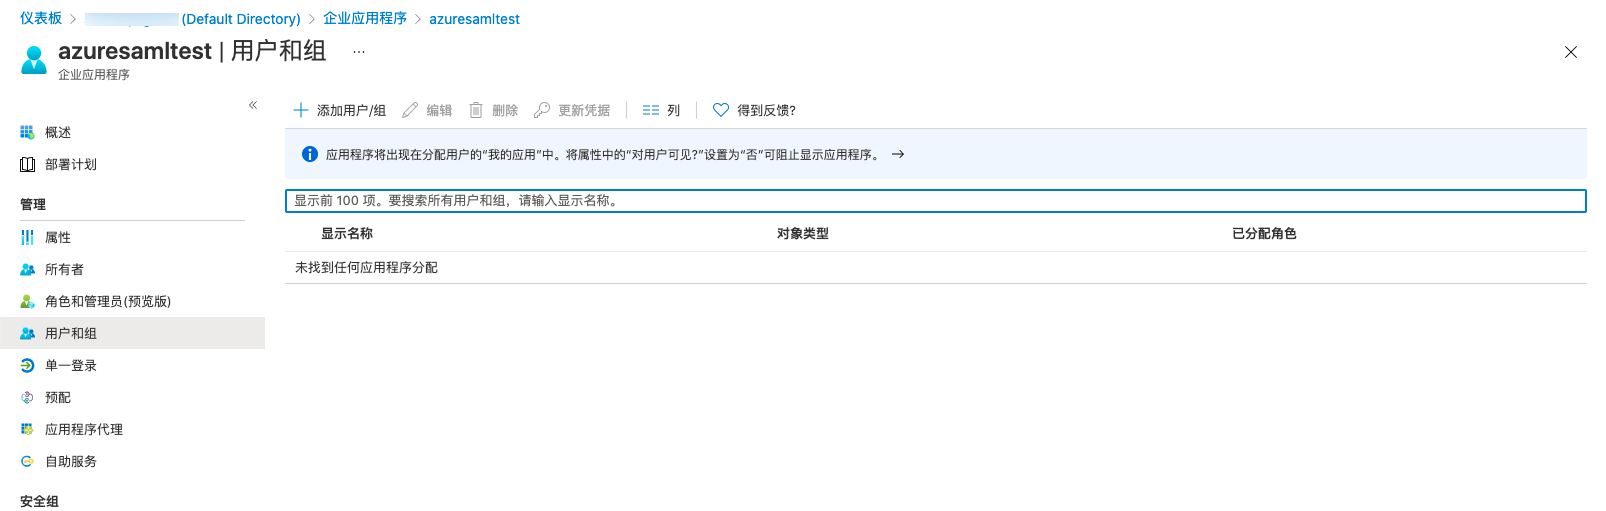 仪表板 > (Default Directory) > 企业应用程序 > azuresamltest
azuresamltest | 用户和组 ···
企业应用程序
«
概述
部署计划
管理
属性
所有者
角色和管理员(预览版)
用户和组
单一登录
预配
应用程序代理
自助服务
安全组
添加用户/组 编辑 删除 更新凭据 列 得到反馈?
应用程序将出现在分配用户的“我的应用”中。将属性中的“对用户可见?”设置为“否”可阻止显示应用程序。 →
显示前 100 项。要搜索所有用户和组，请输入显示名称。
显示名称 对象类型 已分配角色
未找到任何应用程序分配